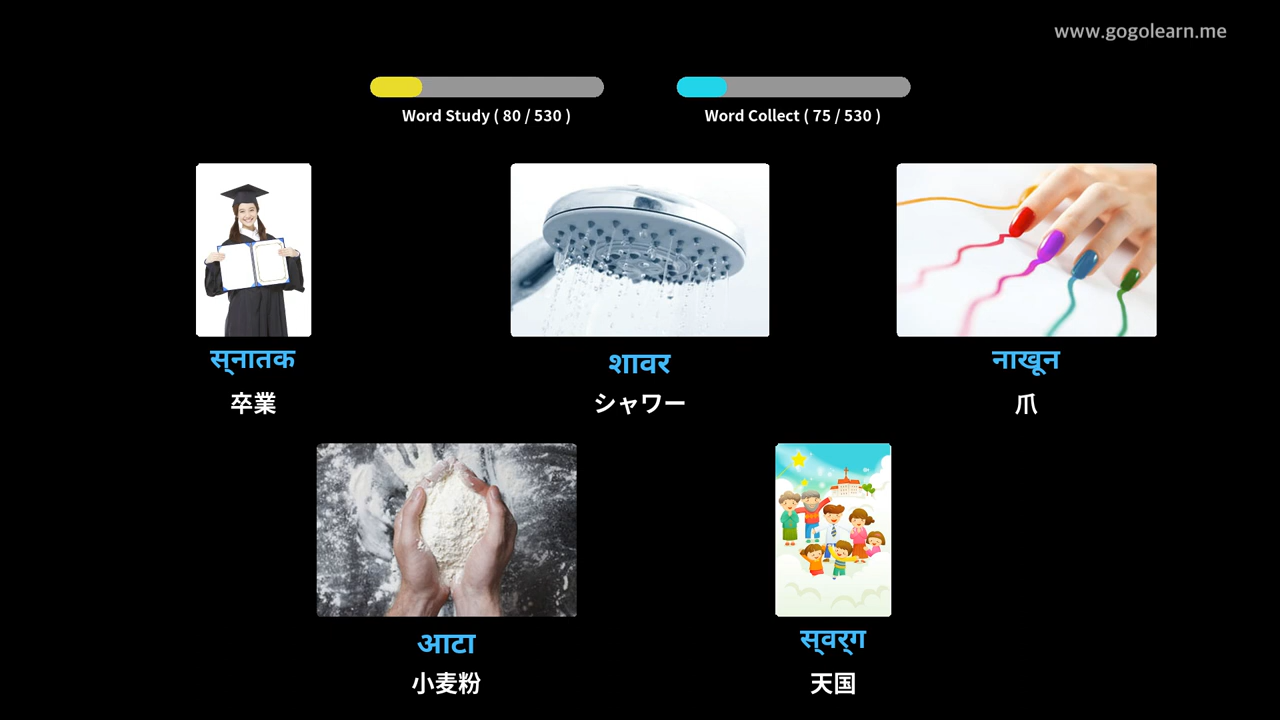 www.gogolearn.me
Word Study ( 80 / 530 )
Word Collect ( 75 / 530 )
स्नातक
卒業
शावर
シャワー
नाखून
爪
आटा
小麦粉
स्वर्ग
天国